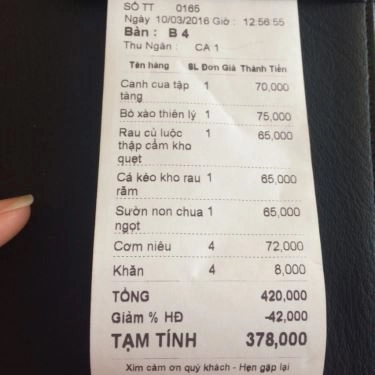 SỐ TT 0165
Ngày 10/03/2016 Giờ : 12:56:55
Bàn : B 4
Thu Ngân : CA 1
Tên hàng SL Đơn Giá Thành Tiền
Canh cua tập 1 70,000
tàng
Bò xào thiên lý 1 75,000
Rau củ luộc 1 65,000
thập cẩm kho
quẹt
Cá kèo kho rau 1 65,000
răm
Sườn non chua 1 65,000
ngọt
Cơm niêu 4 72,000
Khăn 4 8,000
TỔNG 420,000
Giảm % HĐ -42,000
TẠM TÍNH 378,000
Xim cảm ơn quý khách - Hẹn gặp lại